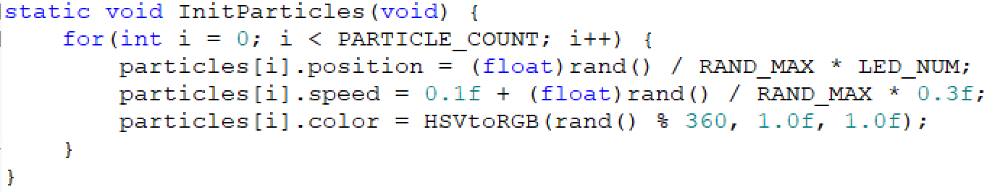 static void InitParticles(void) {
    for(int i = 0; i < PARTICLE_COUNT; i++) {
        particles[i].position = (float)rand() / RAND_MAX * LED_NUM;
        particles[i].speed = 0.1f + (float)rand() / RAND_MAX * 0.3f;
        particles[i].color = HSVtoRGB(rand() % 360, 1.0f, 1.0f);
    }
}